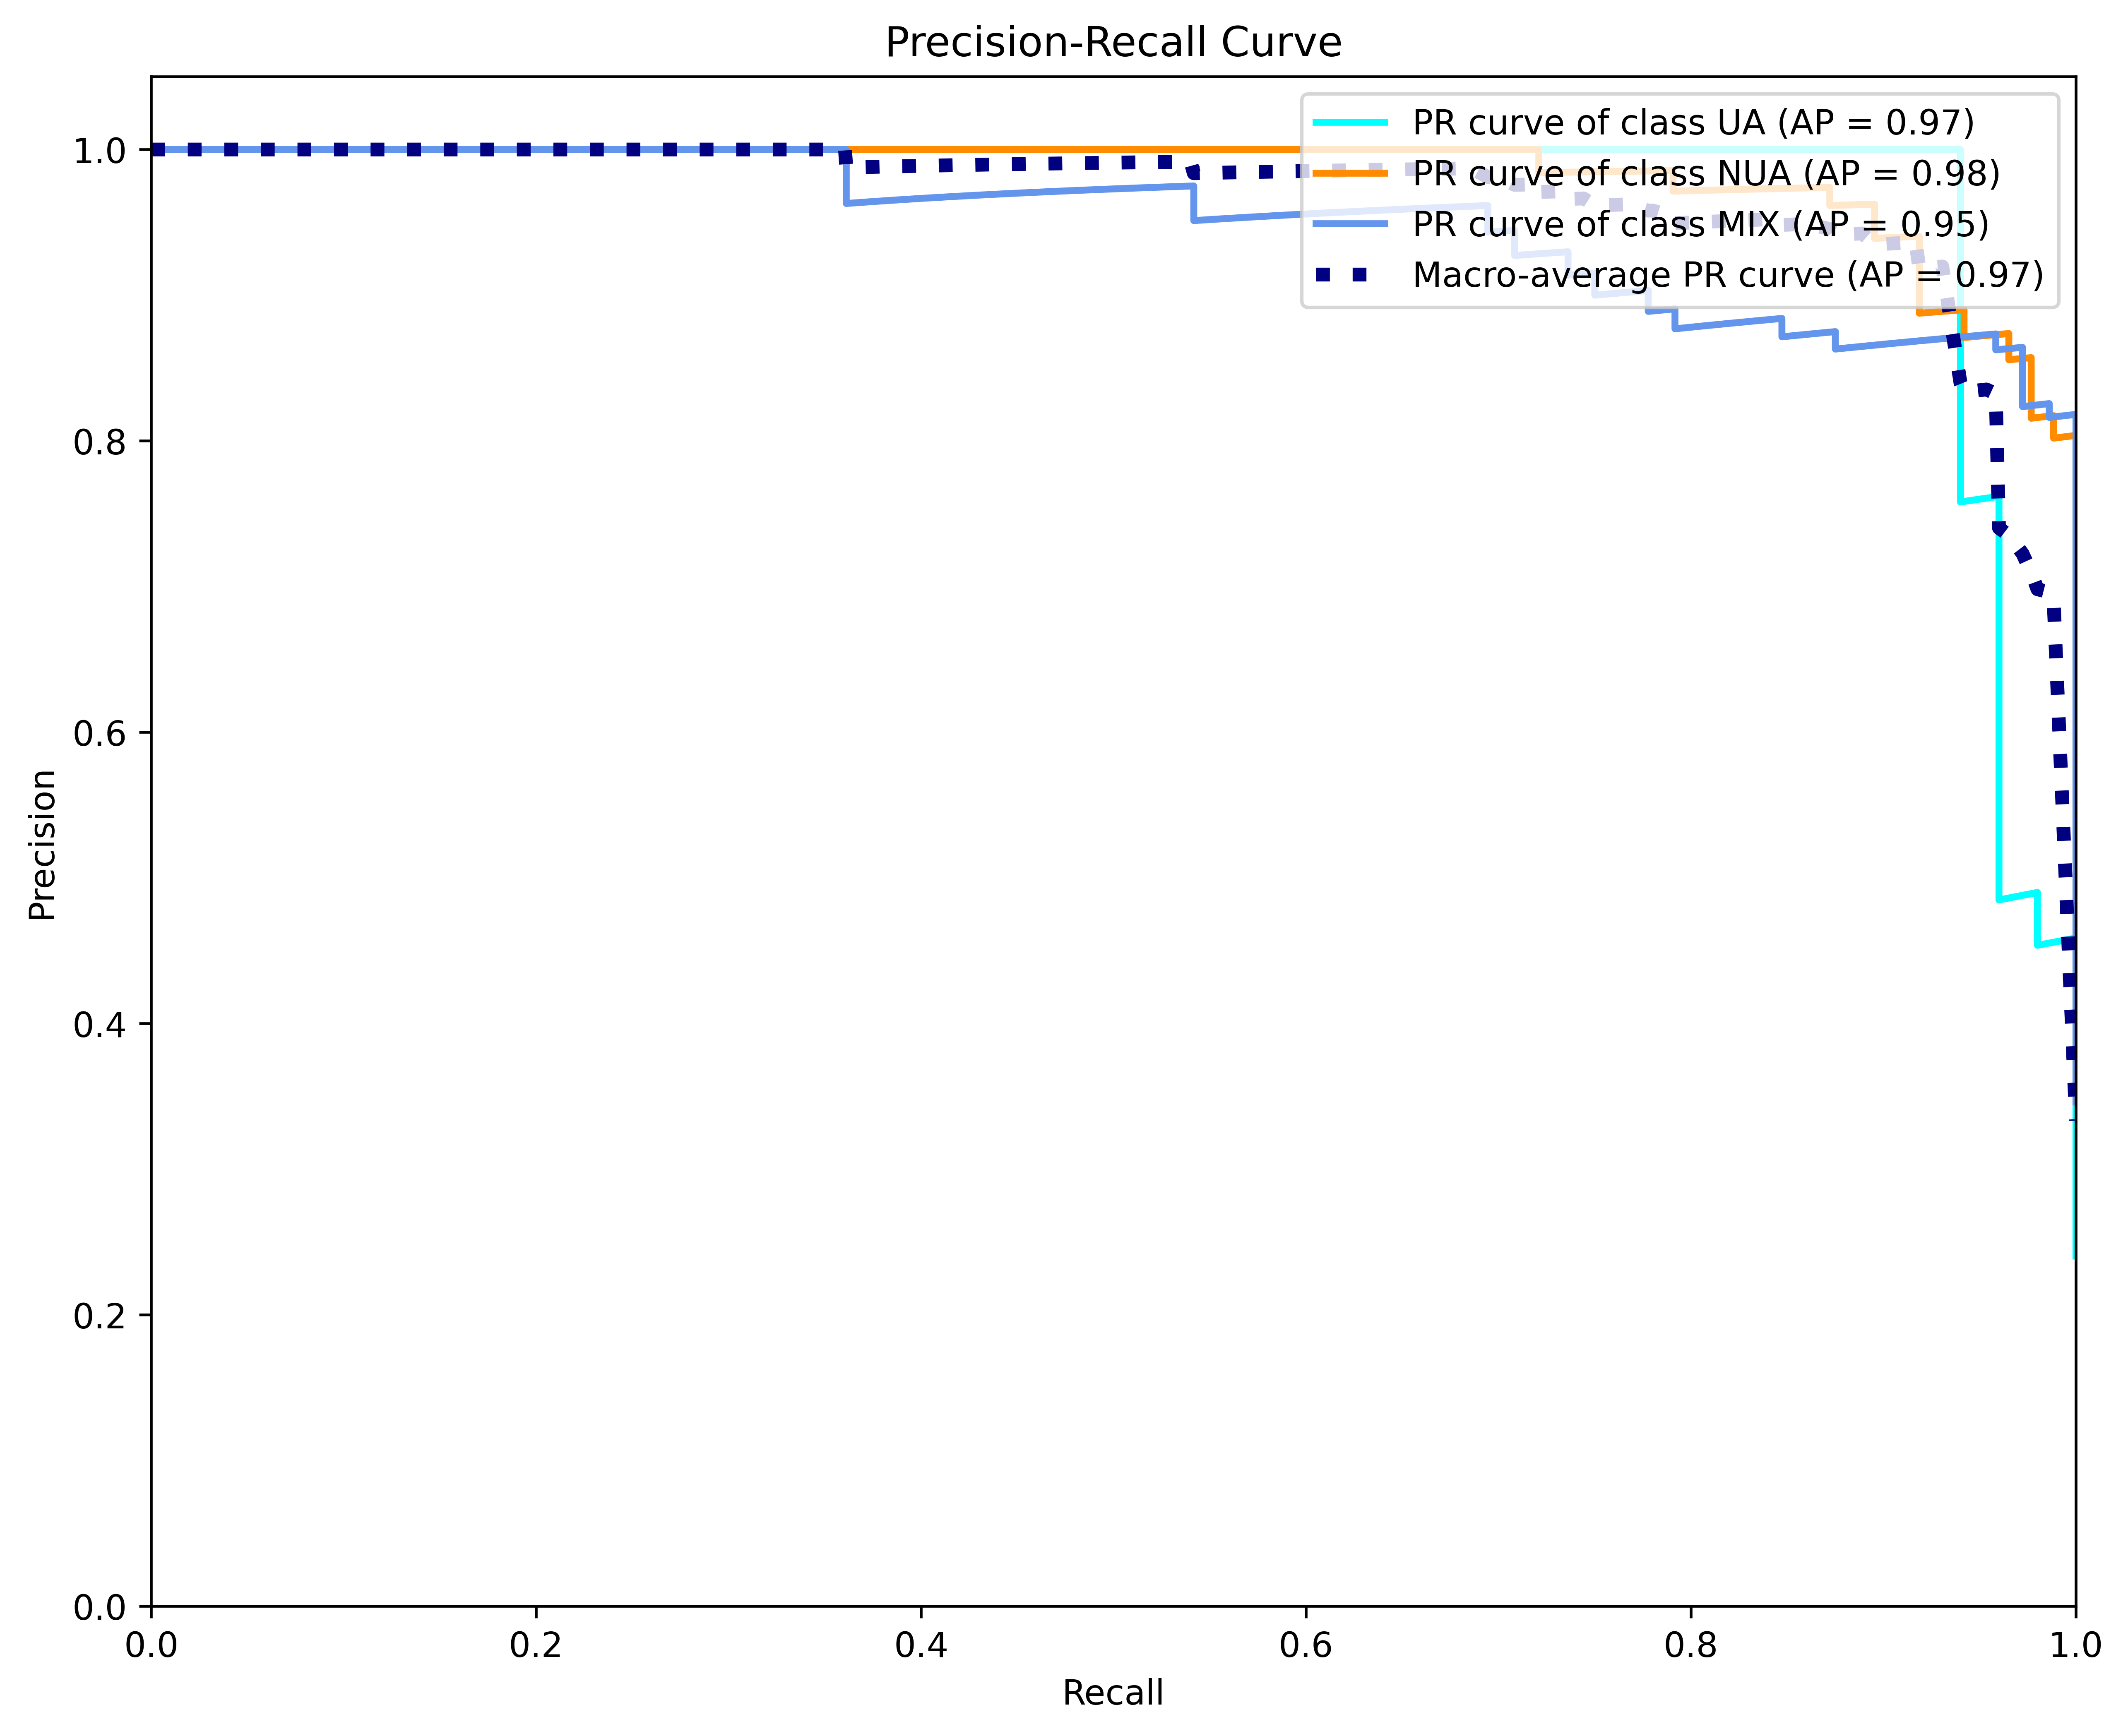 Precision-Recall Curve
PR curve of class UA (AP = 0.97)
PR curve of class NUA (AP = 0.98)
PR curve of class MIX (AP = 0.95)
Macro-average PR curve (AP = 0.97)
1.0
0.8
0.6
0.4
0.2
0.0
Precision
0.0 0.2 0.4 0.6 0.8 1.0
Recall